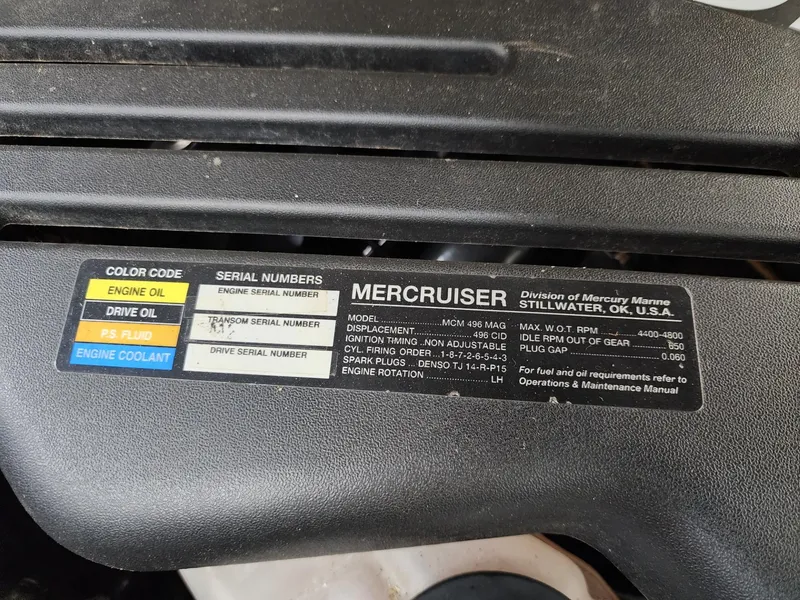 COLOR CODE
ENGINE OIL
DRIVE OIL
P.S. FLUID
ENGINE COOLANT
SERIAL NUMBERS
ENGINE SERIAL NUMBER
TRANSOM SERIAL NUMBER
DRIVE SERIAL NUMBER
MERCRUISER
Division of Mercury Marine
STILLWATER, OK, U.S.A.
MODEL ..................... MCM 496 MAG
DISPLACEMENT ............... 496 CID
IGNITION TIMING ..NON ADJUSTABLE
CYL. FIRING ORDER ...1-8-7-2-6-5-4-3
SPARK PLUGS ... DENSO TJ 14-R-P15
ENGINE ROTATION ..................... LH
MAX. W.O.T. RPM ............ 4400-4800
IDLE RPM OUT OF GEAR ............ 650
PLUG GAP ........................... 0.060
For fuel and oil requirements refer to
Operations & Maintenance Manual